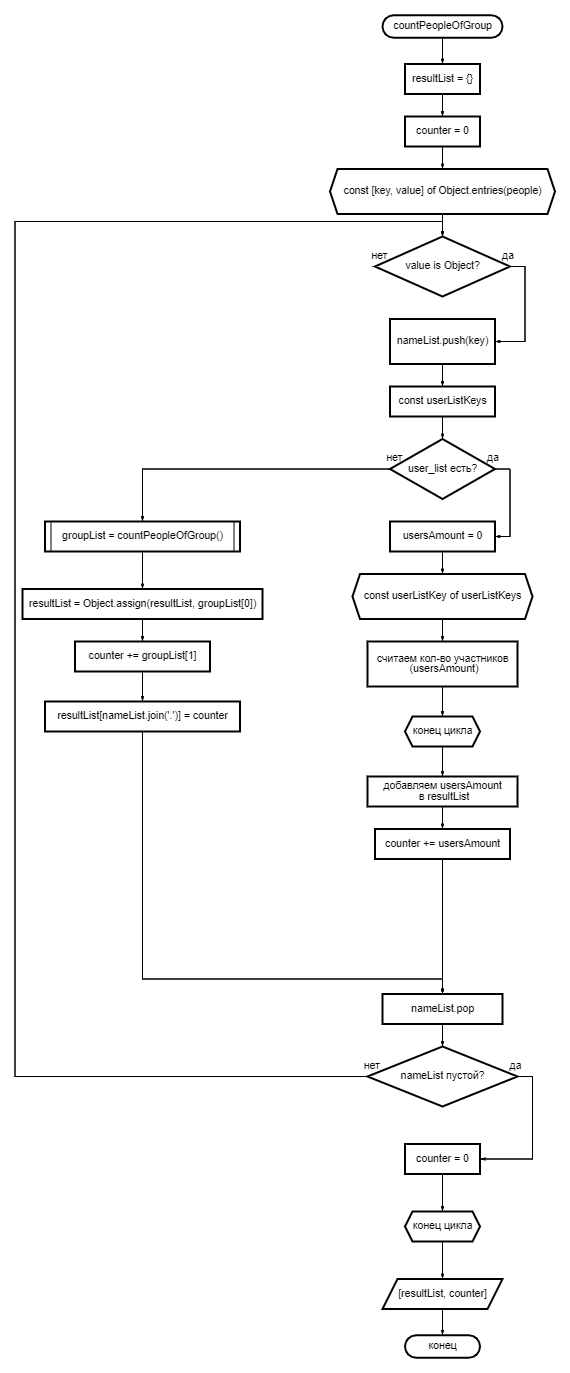 countPeopleOfGroup
resultList = {}
counter = 0
const [key, value] of Object.entries(people)
нет
value is Object?
да
nameList.push(key)
const userListKeys
нет
user_list есть?
да
groupList = countPeopleOfGroup()
usersAmount = 0
resultList = Object.assign(resultList, groupList[0])
const userListKey of userListKeys
counter += groupList[1]
считаем кол-во участников
(usersAmount)
resultList[nameList.join('.')] = counter
конец цикла
добавляем usersAmount
в resultList
counter += usersAmount
nameList.pop
нет
nameList пустой?
да
counter = 0
конец цикла
[resultList, counter]
конец